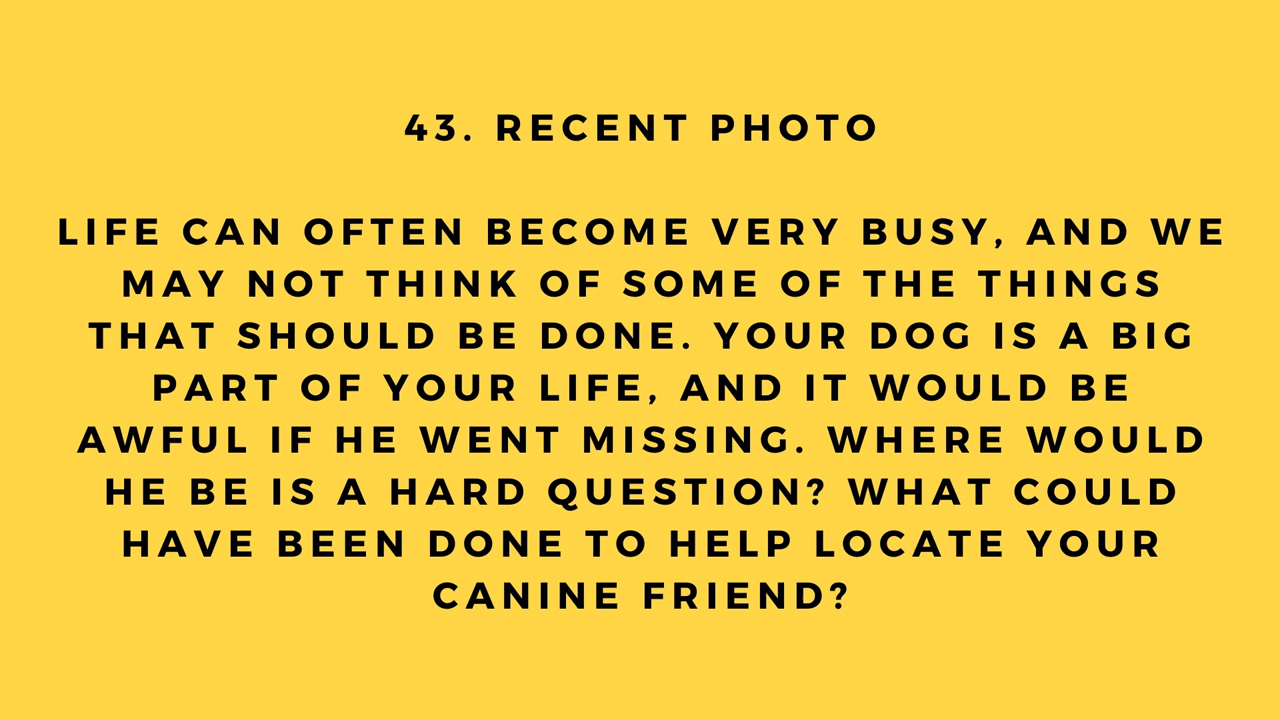 43. RECENT PHOTO
LIFE CAN OFTEN BECOME VERY BUSY, AND WE
MAY NOT THINK OF SOME OF THE THINGS
THAT SHOULD BE DONE. YOUR DOG IS A BIG
PART OF YOUR LIFE, AND IT WOULD BE
AWFUL IF HE WENT MISSING. WHERE WOULD
HE BE IS A HARD QUESTION? WHAT COULD
HAVE BEEN DONE TO HELP LOCATE YOUR
CANINE FRIEND?